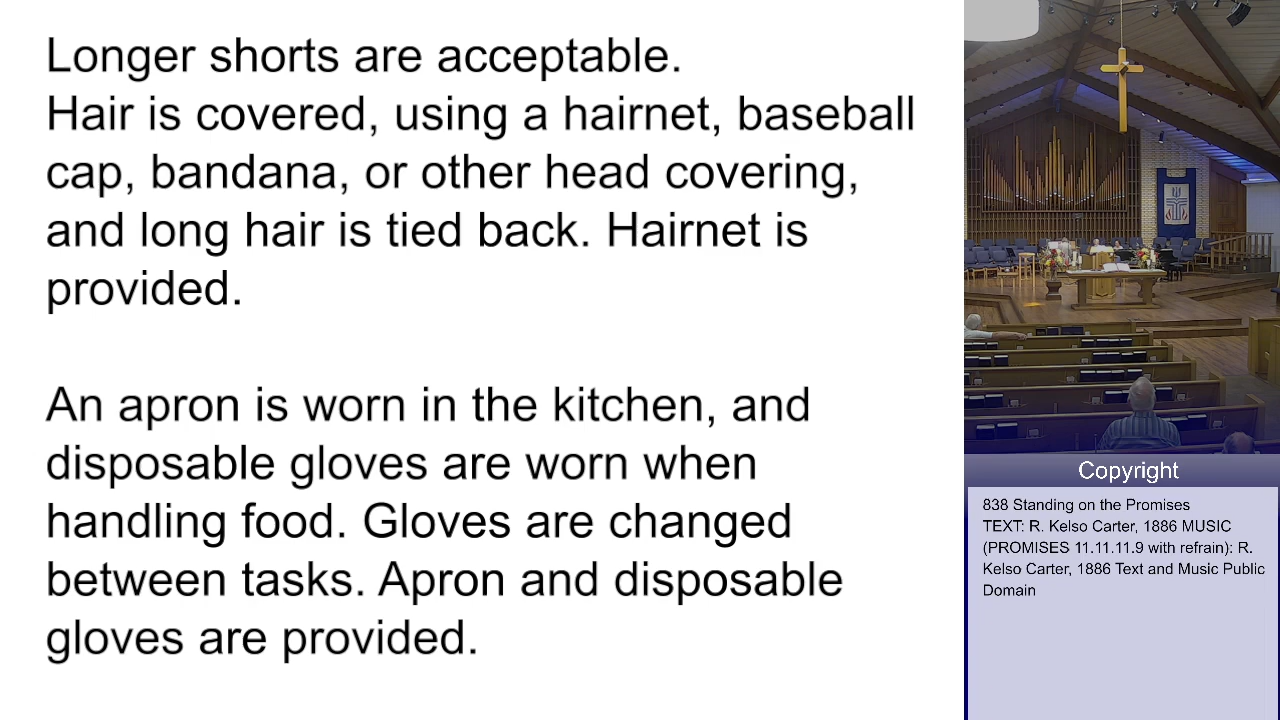 Longer shorts are acceptable.
Hair is covered, using a hairnet, baseball
cap, bandana, or other head covering,
and long hair is tied back. Hairnet is
provided.
An apron is worn in the kitchen, and
disposable gloves are worn when
handling food. Gloves are changed
between tasks. Apron and disposable
gloves are provided.
Copyright
838 Standing on the Promises
TEXT: R. Kelso Carter, 1886 MUSIC
(PROMISES 11.11.11.9 with refrain): R.
Kelso Carter, 1886 Text and Music Public
Domain